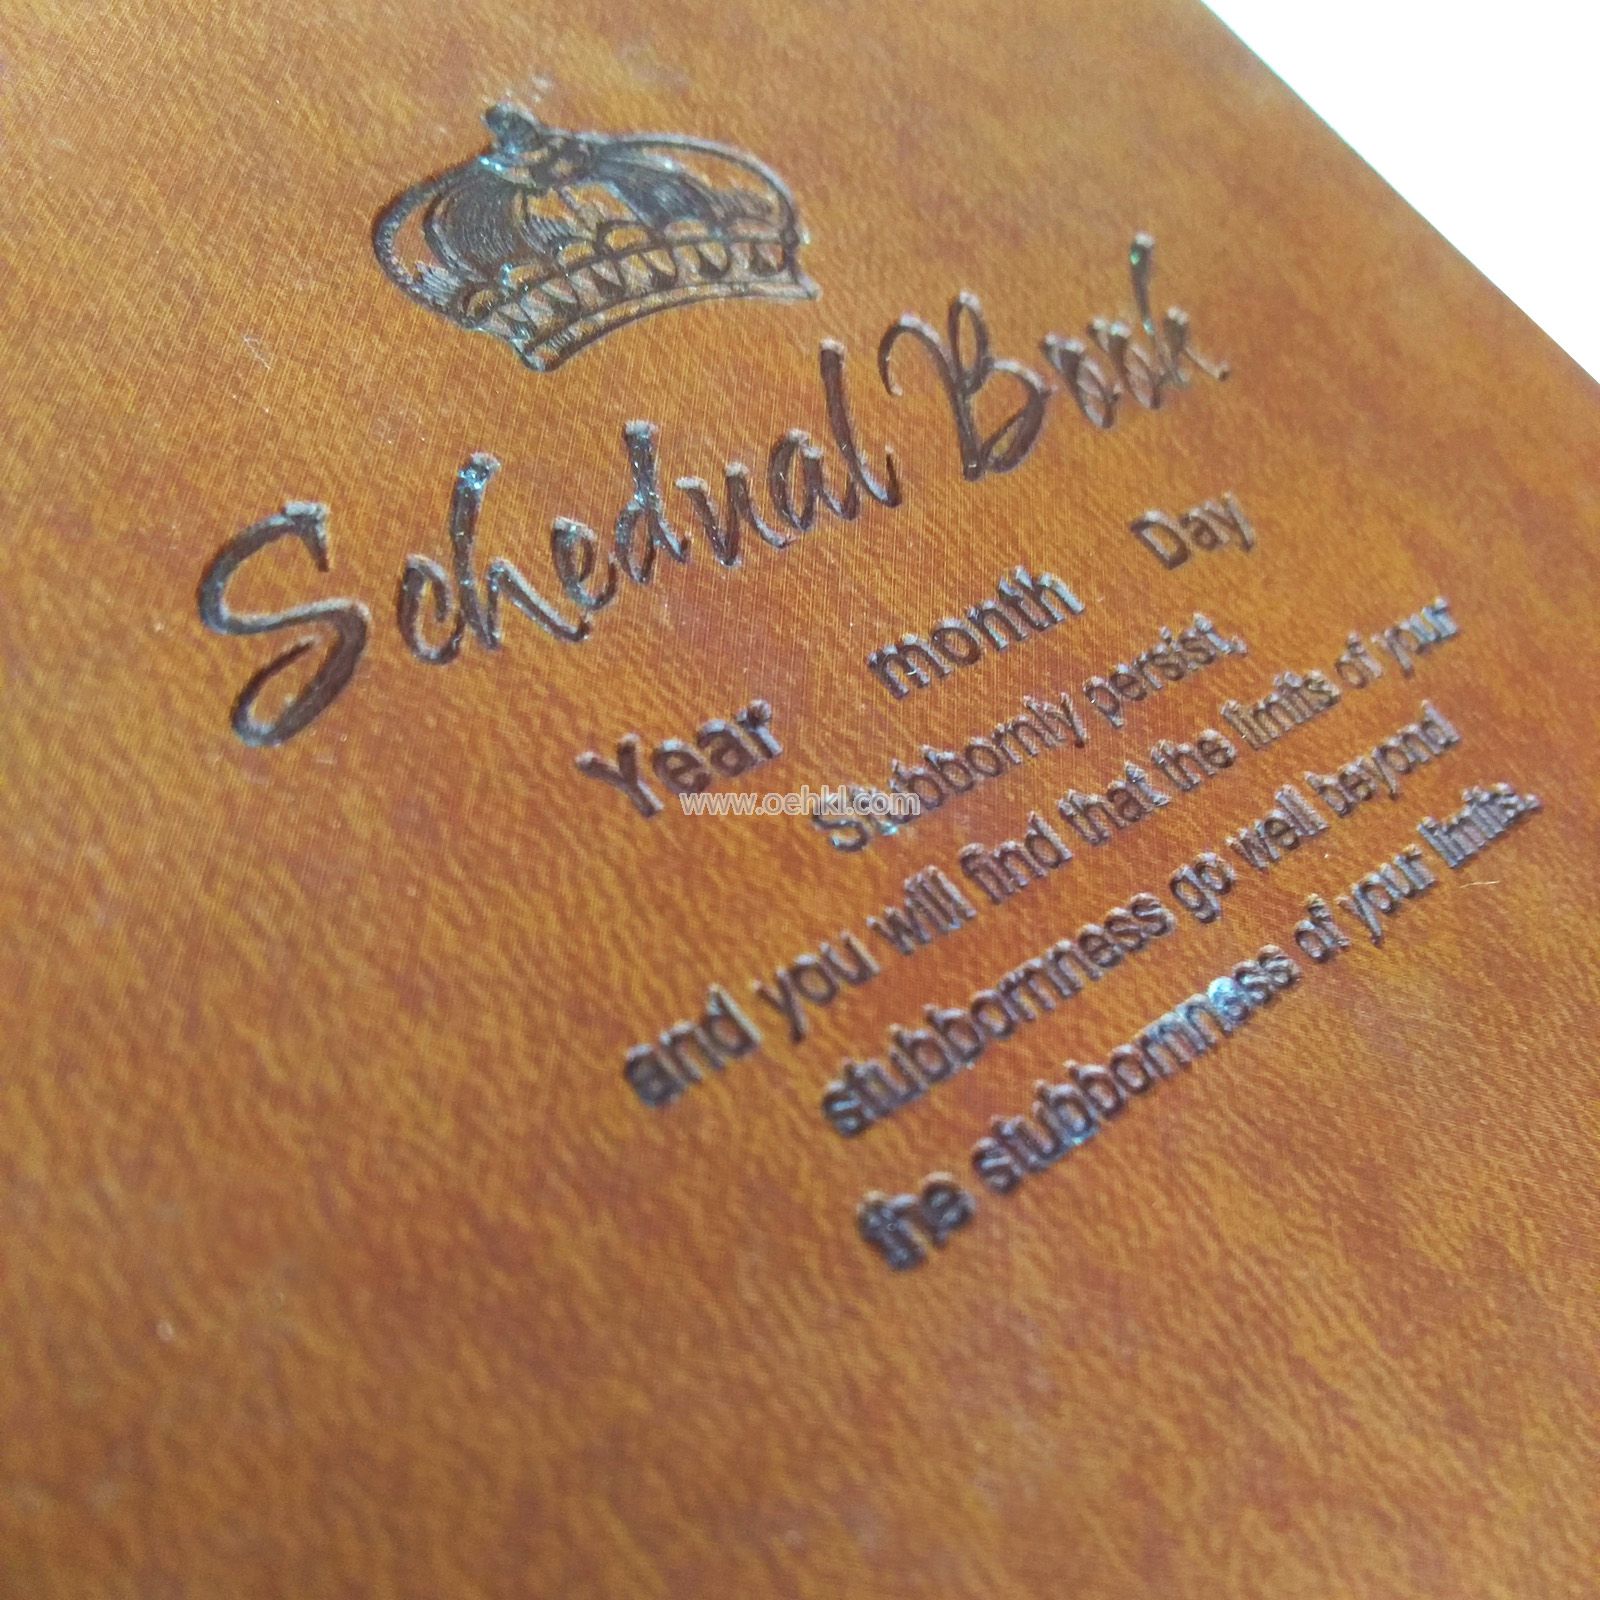 Schedual Book
Year month Day
Stubbornly persist,
and you will find that the limits of your
stubbornness go well beyond
the stubbornness of your limits.
www.oehkl.com